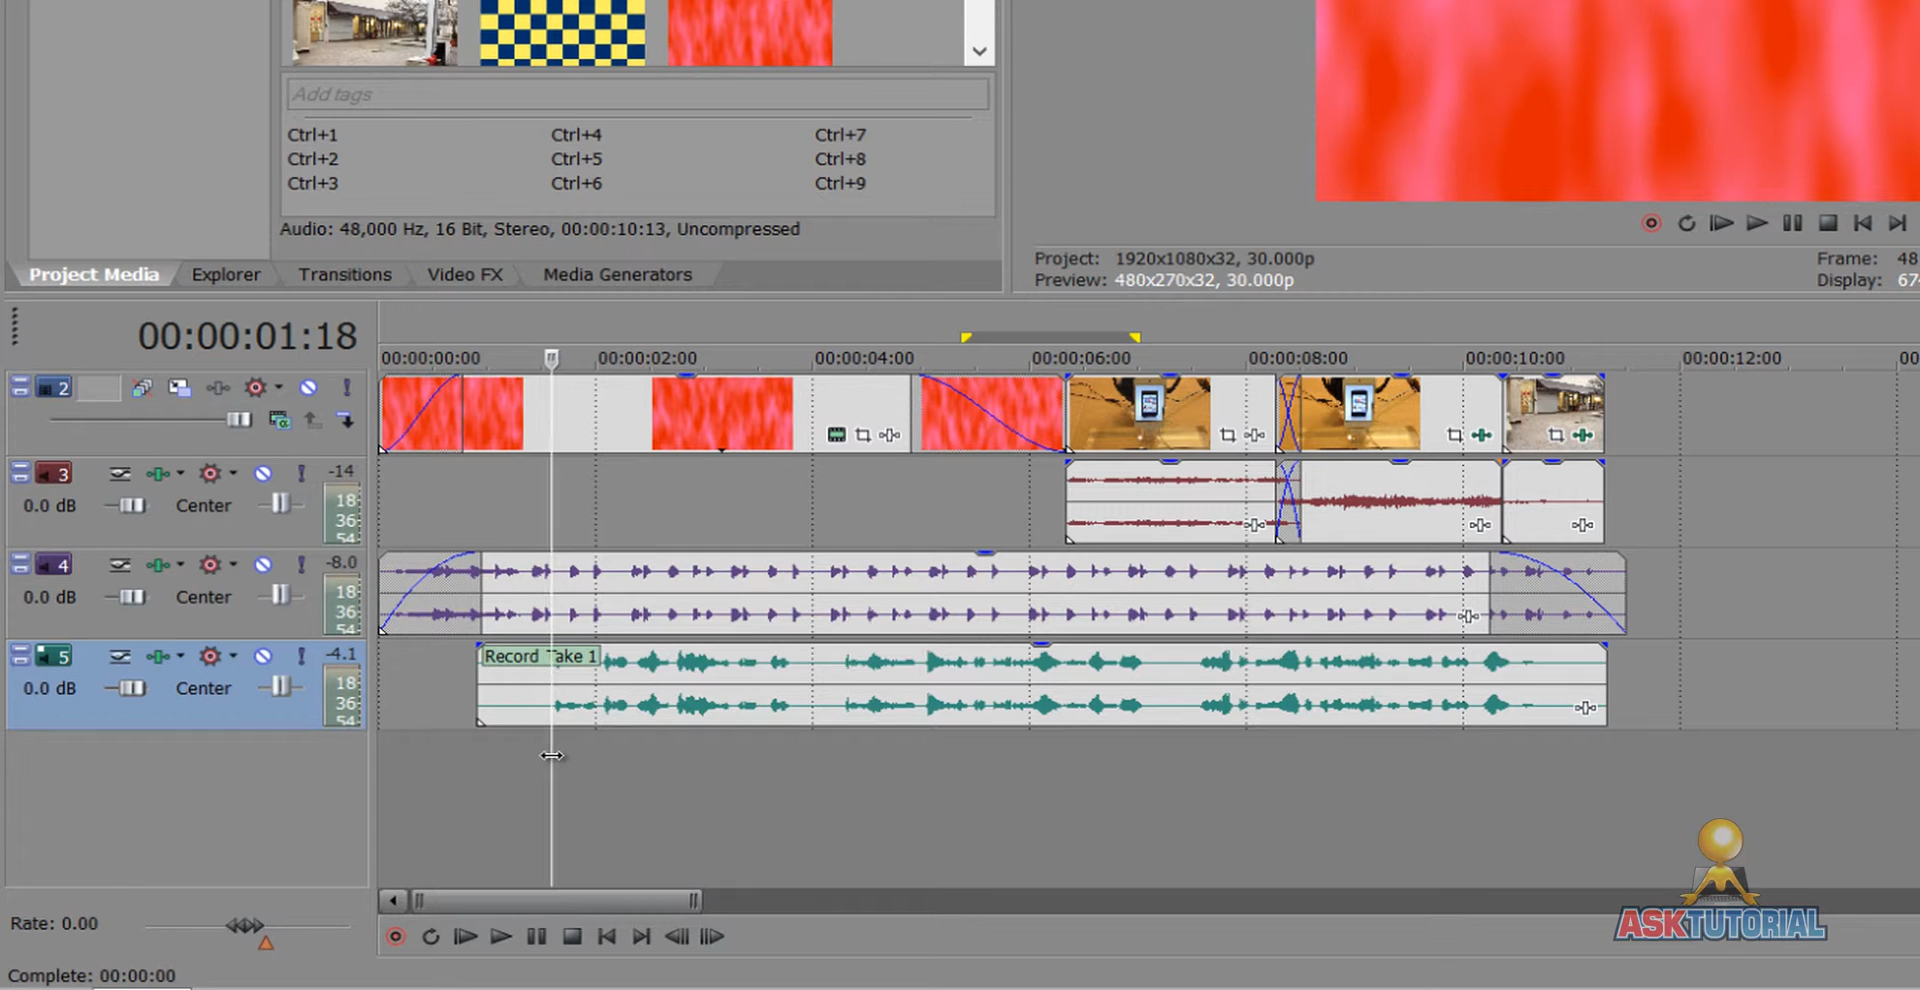 Add tags
Ctrl+1 Ctrl+4 Ctrl+7
Ctrl+2 Ctrl+5 Ctrl+8
Ctrl+3 Ctrl+6 Ctrl+9
Audio: 48,000 Hz, 16 Bit, Stereo, 00:00:10:13, Uncompressed
Project Media Explorer Transitions Video FX Media Generators
Project: 1920x1080x32, 30.000p Frame: 48
Preview: 480x270x32, 30.000p Display: 67
00:00:01:18
00:00:00:00 00:00:02:00 00:00:04:00 00:00:06:00 00:00:08:00 00:00:10:00 00:00:12:00 00
2
3 -14
0.0 dB Center 18
36
54
4 -8.0
0.0 dB Center 18
36
54
5 -4.1
0.0 dB Center 18
36
54
Record Take 1
Rate: 0.00
ASKTUTORIAL
Complete: 00:00:00